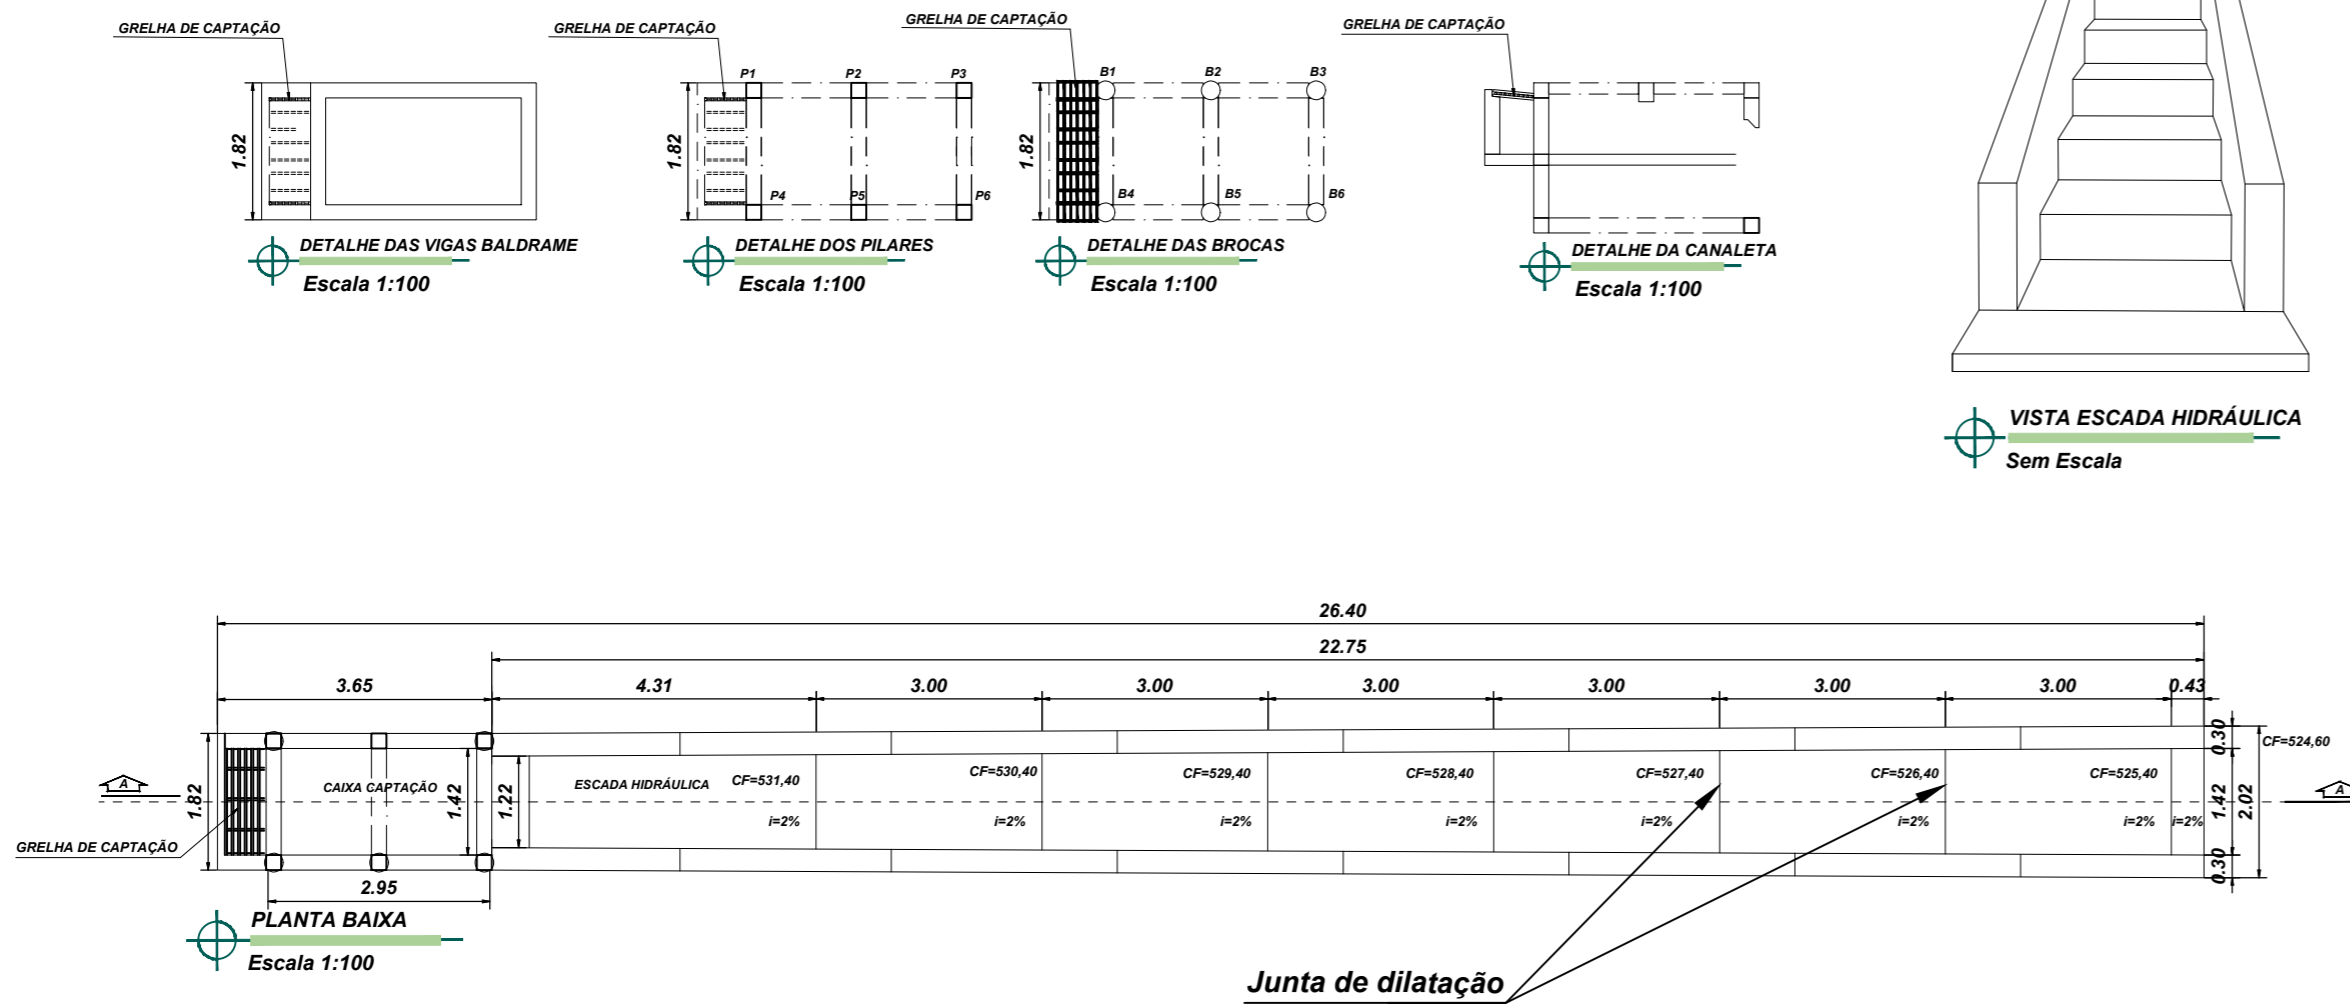 GRELHA DE CAPTAÇÃO
1.82
DETALHE DAS VIGAS BALDRAME
Escala 1:100
GRELHA DE CAPTAÇÃO
P1
P2
P3
1.82
P4
P5
P6
DETALHE DOS PILARES
Escala 1:100
GRELHA DE CAPTAÇÃO
B1
B2
B3
1.82
B4
B5
B6
DETALHE DAS BROCAS
Escala 1:100
GRELHA DE CAPTAÇÃO
DETALHE DA CANALETA
Escala 1:100
VISTA ESCADA HIDRÁULICA
Sem Escala
26.40
22.75
3.65
4.31
3.00
3.00
3.00
3.00
3.00
3.00
0.43
A
1.82
CAIXA CAPTAÇÃO
1.42
1.22
ESCADA HIDRÁULICA
CF=531,40
CF=530,40
CF=529,40
CF=528,40
CF=527,40
CF=526,40
CF=525,40
CF=524,60
i=2%
i=2%
i=2%
i=2%
i=2%
i=2%
i=2%
i=2%
0.30
1.42
2.02
0.30
A
GRELHA DE CAPTAÇÃO
2.95
PLANTA BAIXA
Escala 1:100
Junta de dilatação